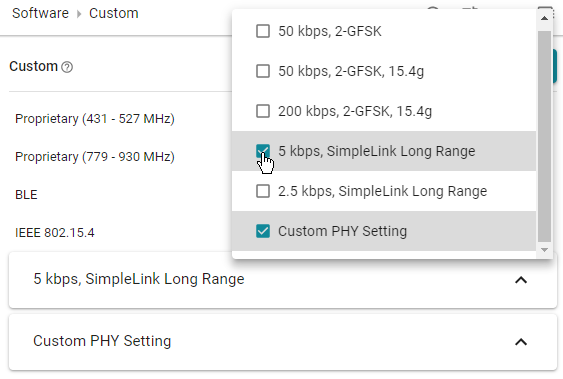 Software > Custom
Custom
50 kbps, 2-GFSK
50 kbps, 2-GFSK, 15.4g
200 kbps, 2-GFSK, 15.4g
5 kbps, SimpleLink Long Range
2.5 kbps, SimpleLink Long Range
Custom PHY Setting
Proprietary (431 - 527 MHz)
Proprietary (779 - 930 MHz)
BLE
IEEE 802.15.4
5 kbps, SimpleLink Long Range
Custom PHY Setting